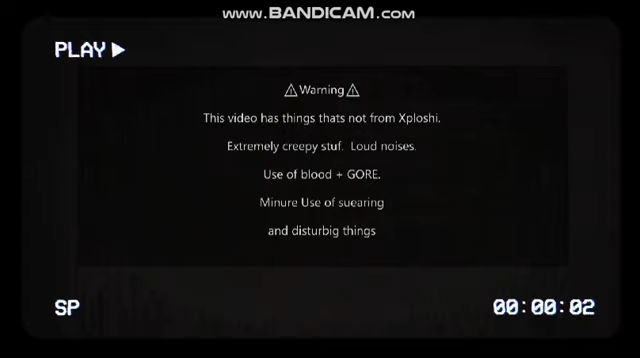 www.BANDICAM.com
PLAY ▶
⚠Warning⚠
This video has things thats not from Xploshi.
Extremely creepy stuf. Loud noises.
Use of blood + GORE.
Minure Use of suearing
and disturbig things
SP
00:00:02